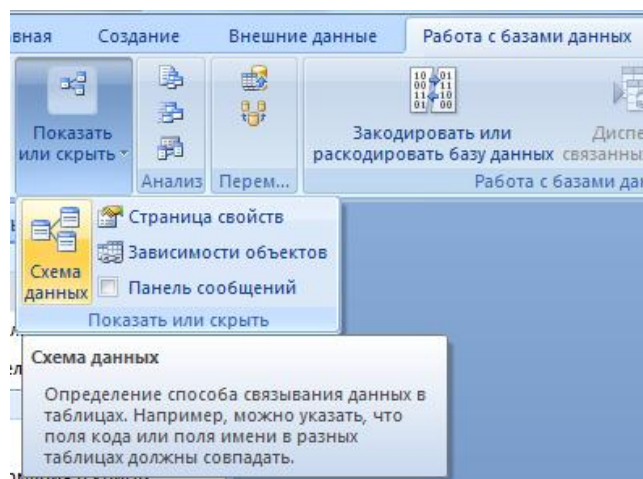 вная Создание Внешние данные Работа с базами данных
Показать
или скрыть
Закодировать или Диспе
раскодировать базу данных связанны
Анализ Перем... Работа с базами да
Схема
данных
Страница свойств
Зависимости объектов
Панель сообщений
Показать или скрыть
Схема данных
Определение способа связывания данных в
таблицах. Например, можно указать, что
поля кода или поля имени в разных
таблицах должны совпадать.